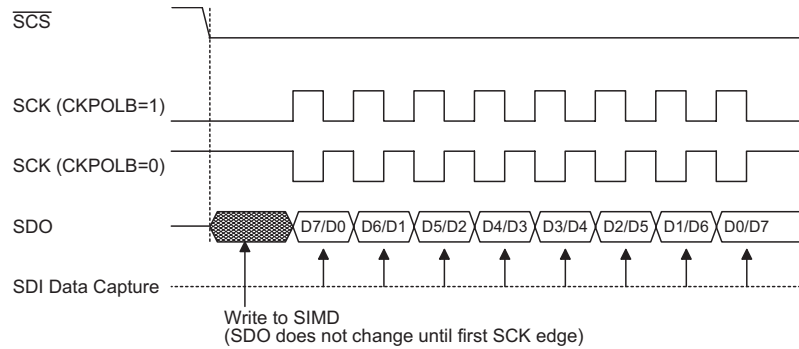 SCS
SCK (CKPOLB=1)
SCK (CKPOLB=0)
SDO D7/D0 D6/D1 D5/D2 D4/D3 D3/D4 D2/D5 D1/D6 D0/D7
SDI Data Capture
Write to SIMD
(SDO does not change until first SCK edge)